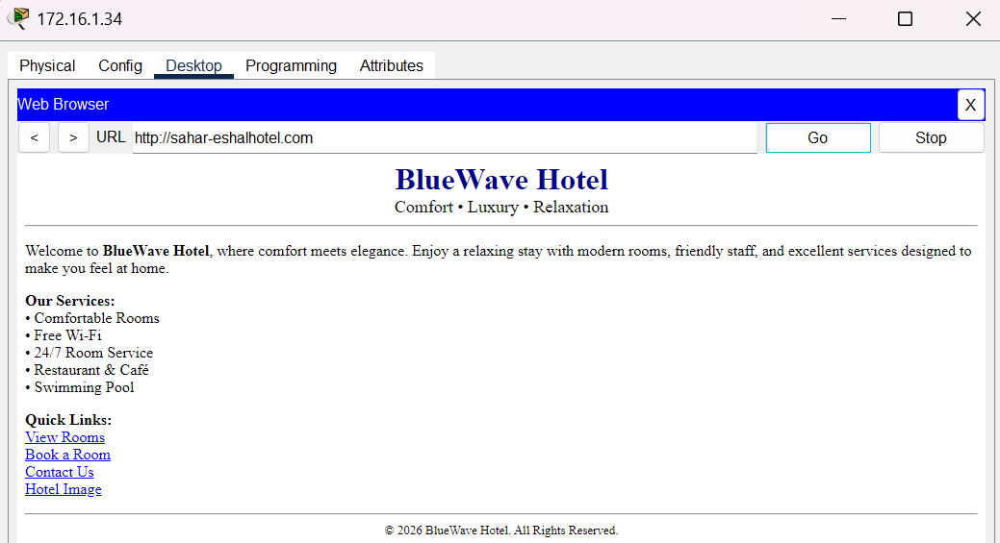 172.16.1.34
Physical Config Desktop Programming Attributes
Web Browser X
< > URL http://sahar-eshalhotel.com Go Stop
BlueWave Hotel
Comfort • Luxury • Relaxation
Welcome to BlueWave Hotel, where comfort meets elegance. Enjoy a relaxing stay with modern rooms, friendly staff, and excellent services designed to
make you feel at home.
Our Services:
• Comfortable Rooms
• Free Wi-Fi
• 24/7 Room Service
• Restaurant & Café
• Swimming Pool
Quick Links:
View Rooms
Book a Room
Contact Us
Hotel Image
© 2026 BlueWave Hotel. All Rights Reserved.